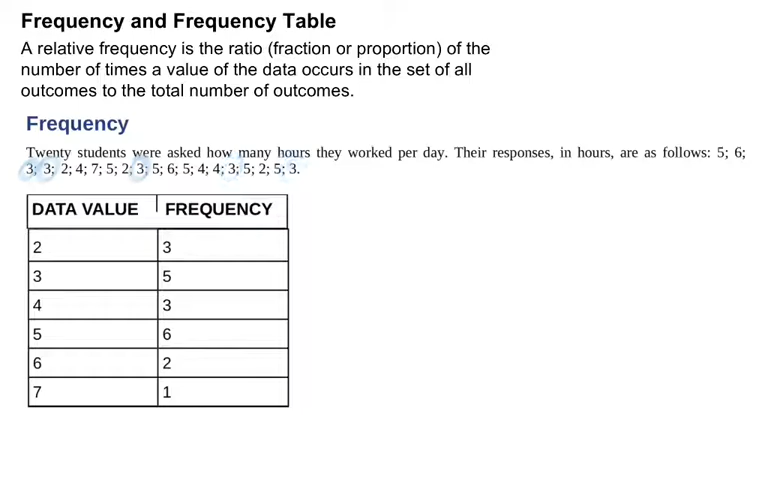 Frequency and Frequency Table
A relative frequency is the ratio (fraction or proportion) of the
number of times a value of the data occurs in the set of all
outcomes to the total number of outcomes.
Frequency
Twenty students were asked how many hours they worked per day. Their responses, in hours, are as follows: 5; 6;
3; 3; 2; 4; 7; 5; 2; 3; 5; 6; 5; 4; 4; 3; 5; 2; 5; 3.
DATA VALUE FREQUENCY
2 3
3 5
4 3
5 6
6 2
7 1